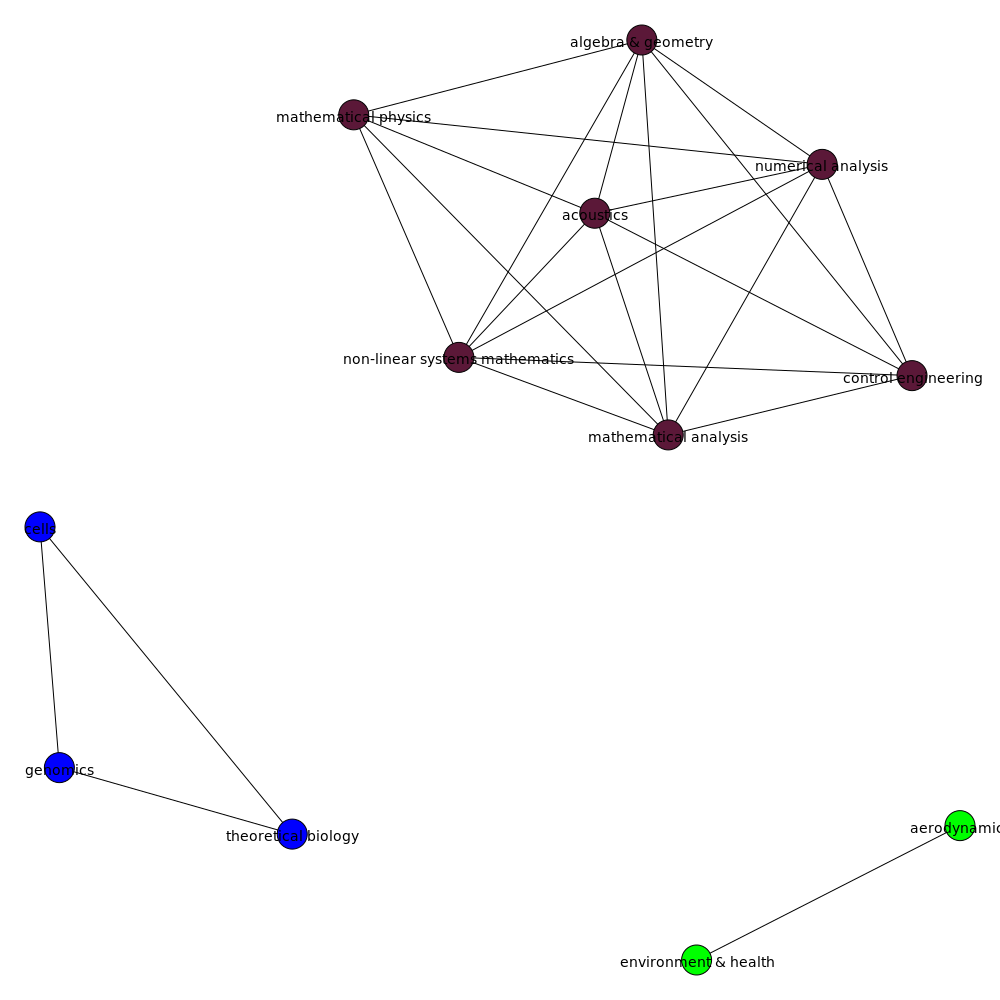 algebra & geometry
mathematical physics
numerical analysis
acoustics
non-linear systems mathematics
control engineering
mathematical analysis
cells
genomics
theoretical biology
aerodynamic
environment & health